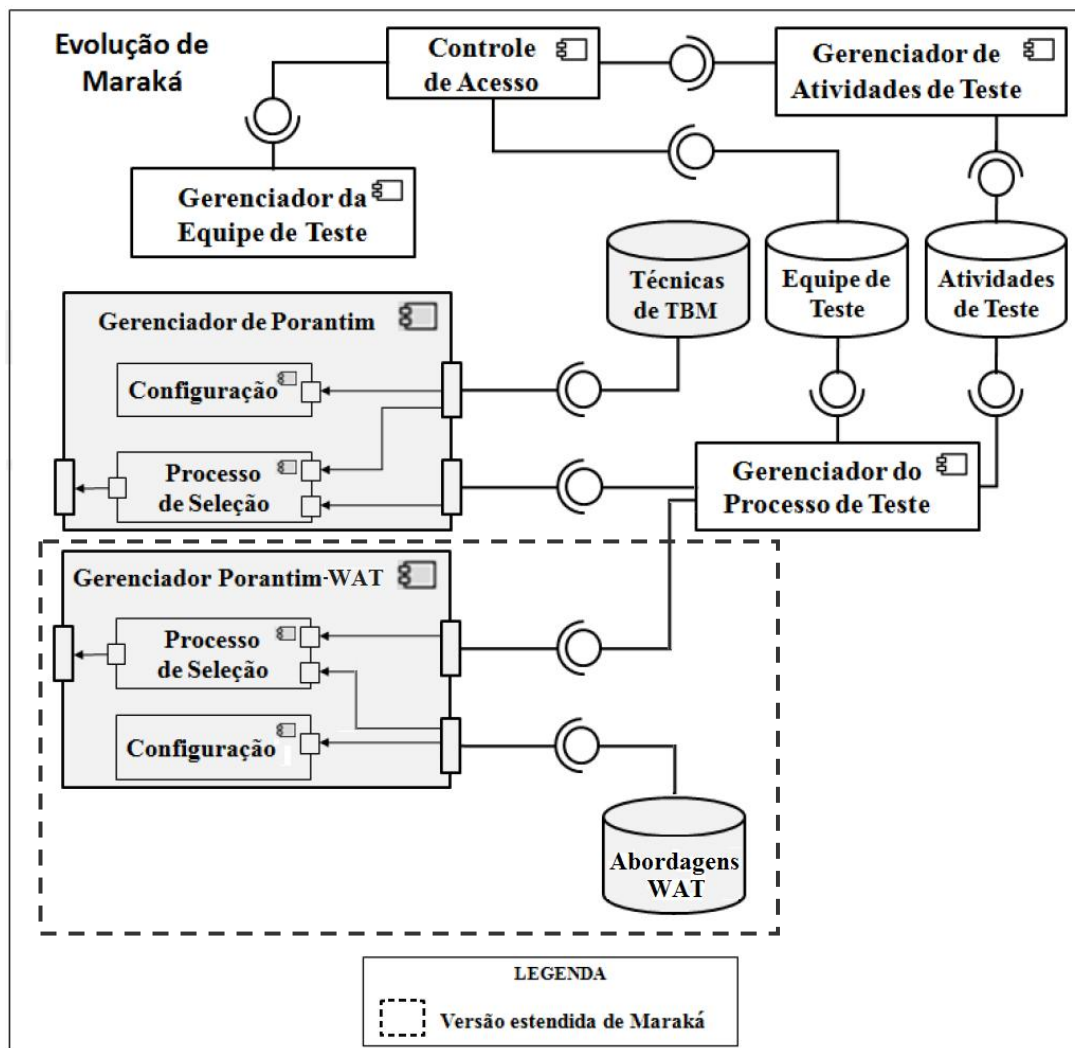 Evolução de
Maraká
Controle
de Acesso
Gerenciador de
Atividades de Teste
Gerenciador da
Equipe de Teste
Técnicas
de TBM
Equipe de
Teste
Atividades
de Teste
Gerenciador de Porantim
Configuração
Processo
de Seleção
Gerenciador do
Processo de Teste
Gerenciador Porantim-WAT
Processo
de Seleção
Configuração
Abordagens
WAT
LEGENDA
Versão estendida de Maraká